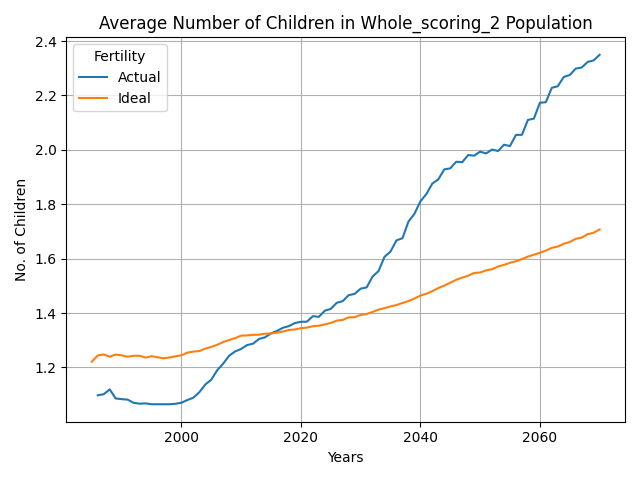 Average Number of Children in Whole_scoring_2 Population
Fertility
Actual
Ideal
No. of Children
2.4
2.2
2.0
1.8
1.6
1.4
1.2
2000
2020
2040
2060
Years